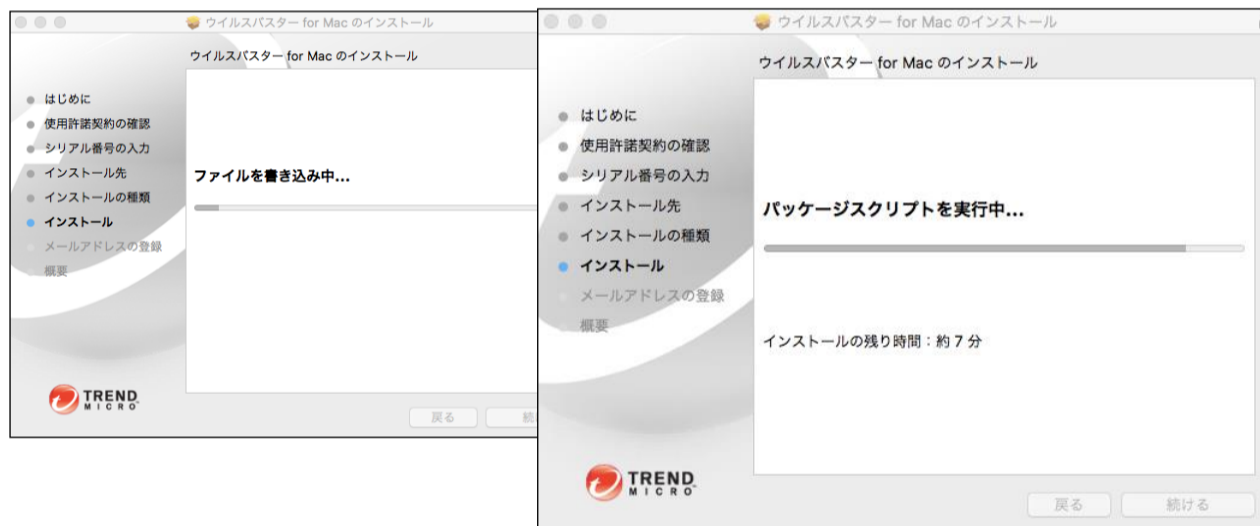 ウイルスバスター for Mac のインストール
ウイルスバスター for Mac のインストール
はじめに
使用許諾契約の確認
シリアル番号の入力
インストール先
インストールの種類
インストール
メールアドレスの登録
概要
ファイルを書き込み中...
TREND
MICRO
戻る
ウイルスバスター for Mac のインストール
ウイルスバスター for Mac のインストール
はじめに
使用許諾契約の確認
シリアル番号の入力
インストール先
インストールの種類
インストール
メールアドレスの登録
概要
パッケージスクリプトを実行中...
インストールの残り時間：約 7 分
TREND
MICRO
戻る
続ける